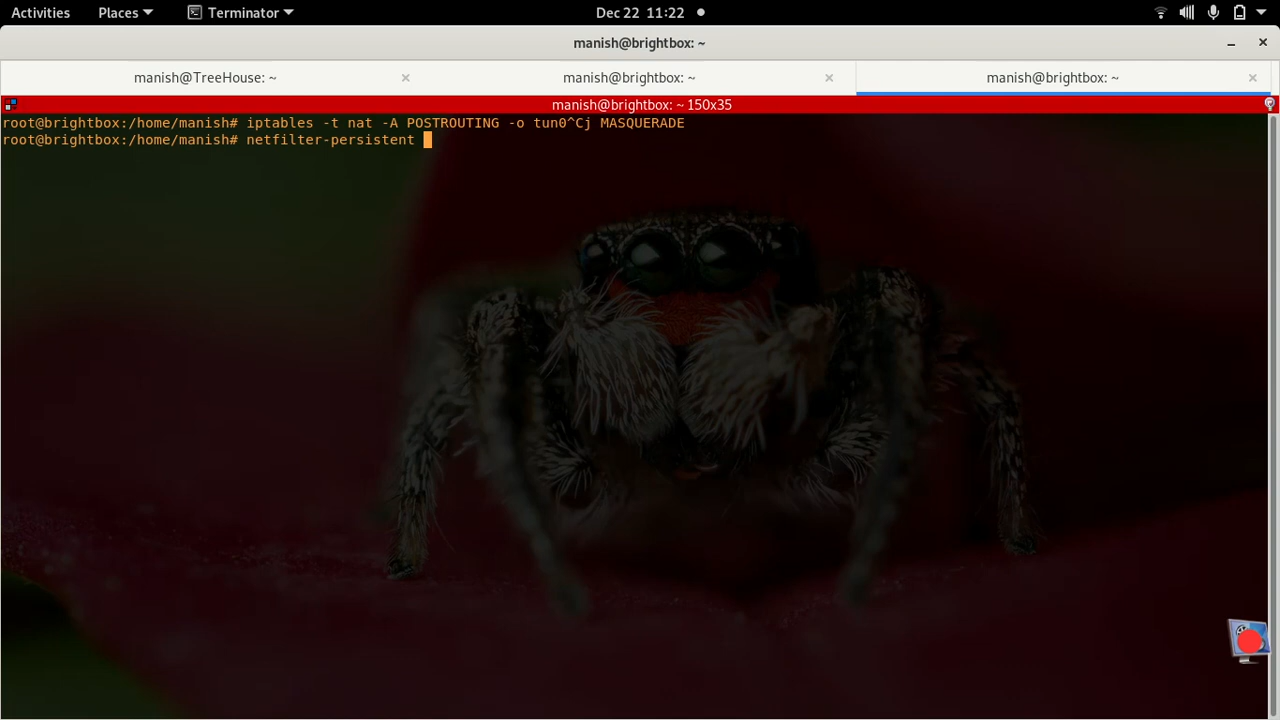 Activities Places Terminator Dec 22 11:22
manish@brightbox: ~
manish@TreeHouse: ~ manish@brightbox: ~ manish@brightbox: ~
manish@brightbox: ~ 150x35
root@brightbox:/home/manish# iptables -t nat -A POSTROUTING -o tun0^Cj MASQUERADE
root@brightbox:/home/manish# netfilter-persistent